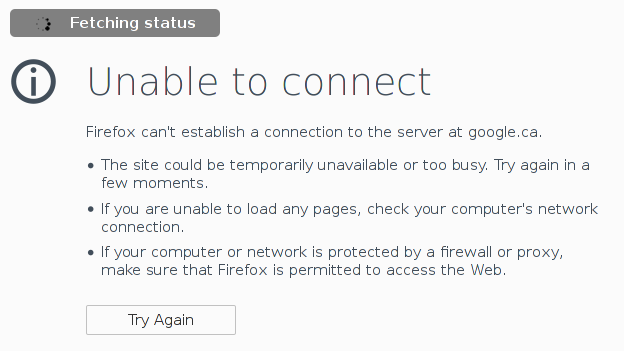 Fetching status
Unable to connect
Firefox can't establish a connection to the server at google.ca.
• The site could be temporarily unavailable or too busy. Try again in a
few moments.
• If you are unable to load any pages, check your computer's network
connection.
• If your computer or network is protected by a firewall or proxy,
make sure that Firefox is permitted to access the Web.
Try Again